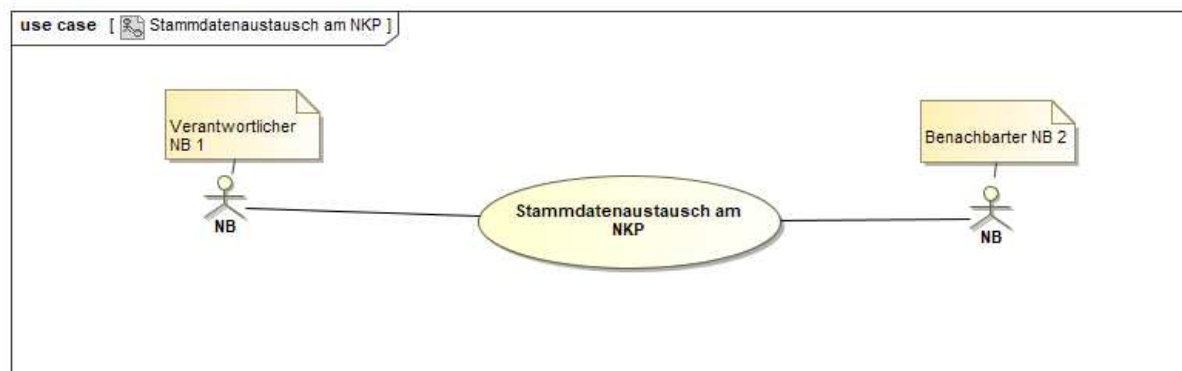 use case [ Stammdatenaustausch am NKP ]
Verantwortlicher
NB 1
Benachbarter NB 2
Stammdatenaustausch am
NKP
NB
NB